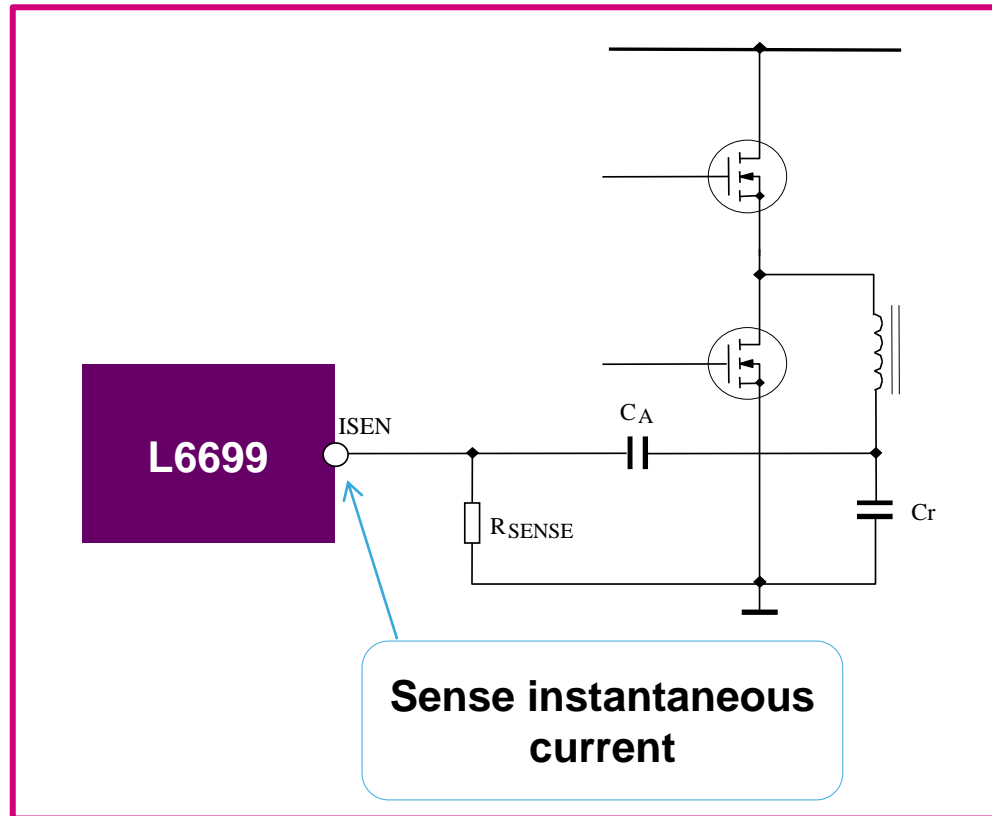 CA
ISEN
L6699
RSENSE
Cr
Sense instantaneous
current